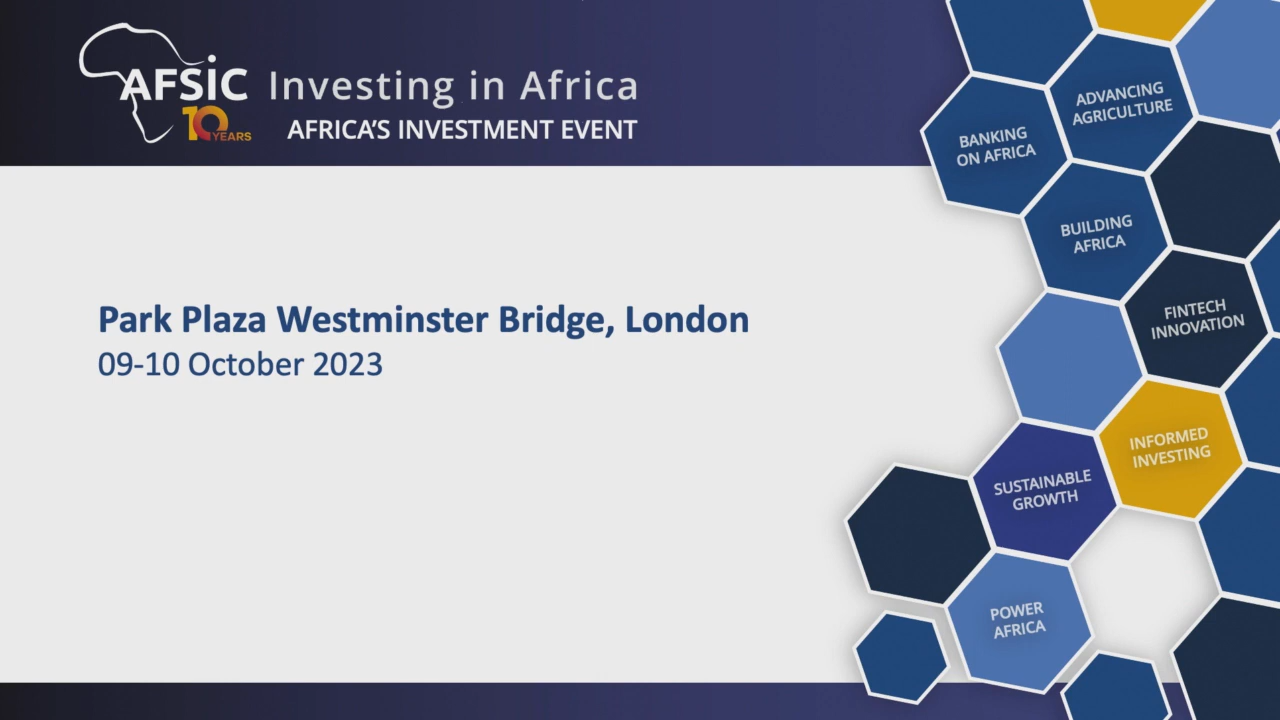 AFSIC Investing in Africa
10 YEARS
AFRICA'S INVESTMENT EVENT
ADVANCING
AGRICULTURE
BANKING
ON AFRICA
BUILDING
AFRICA
Park Plaza Westminster Bridge, London
09-10 October 2023
FINTECH
INNOVATION
INFORMED
INVESTING
SUSTAINABLE
GROWTH
POWER
AFRICA